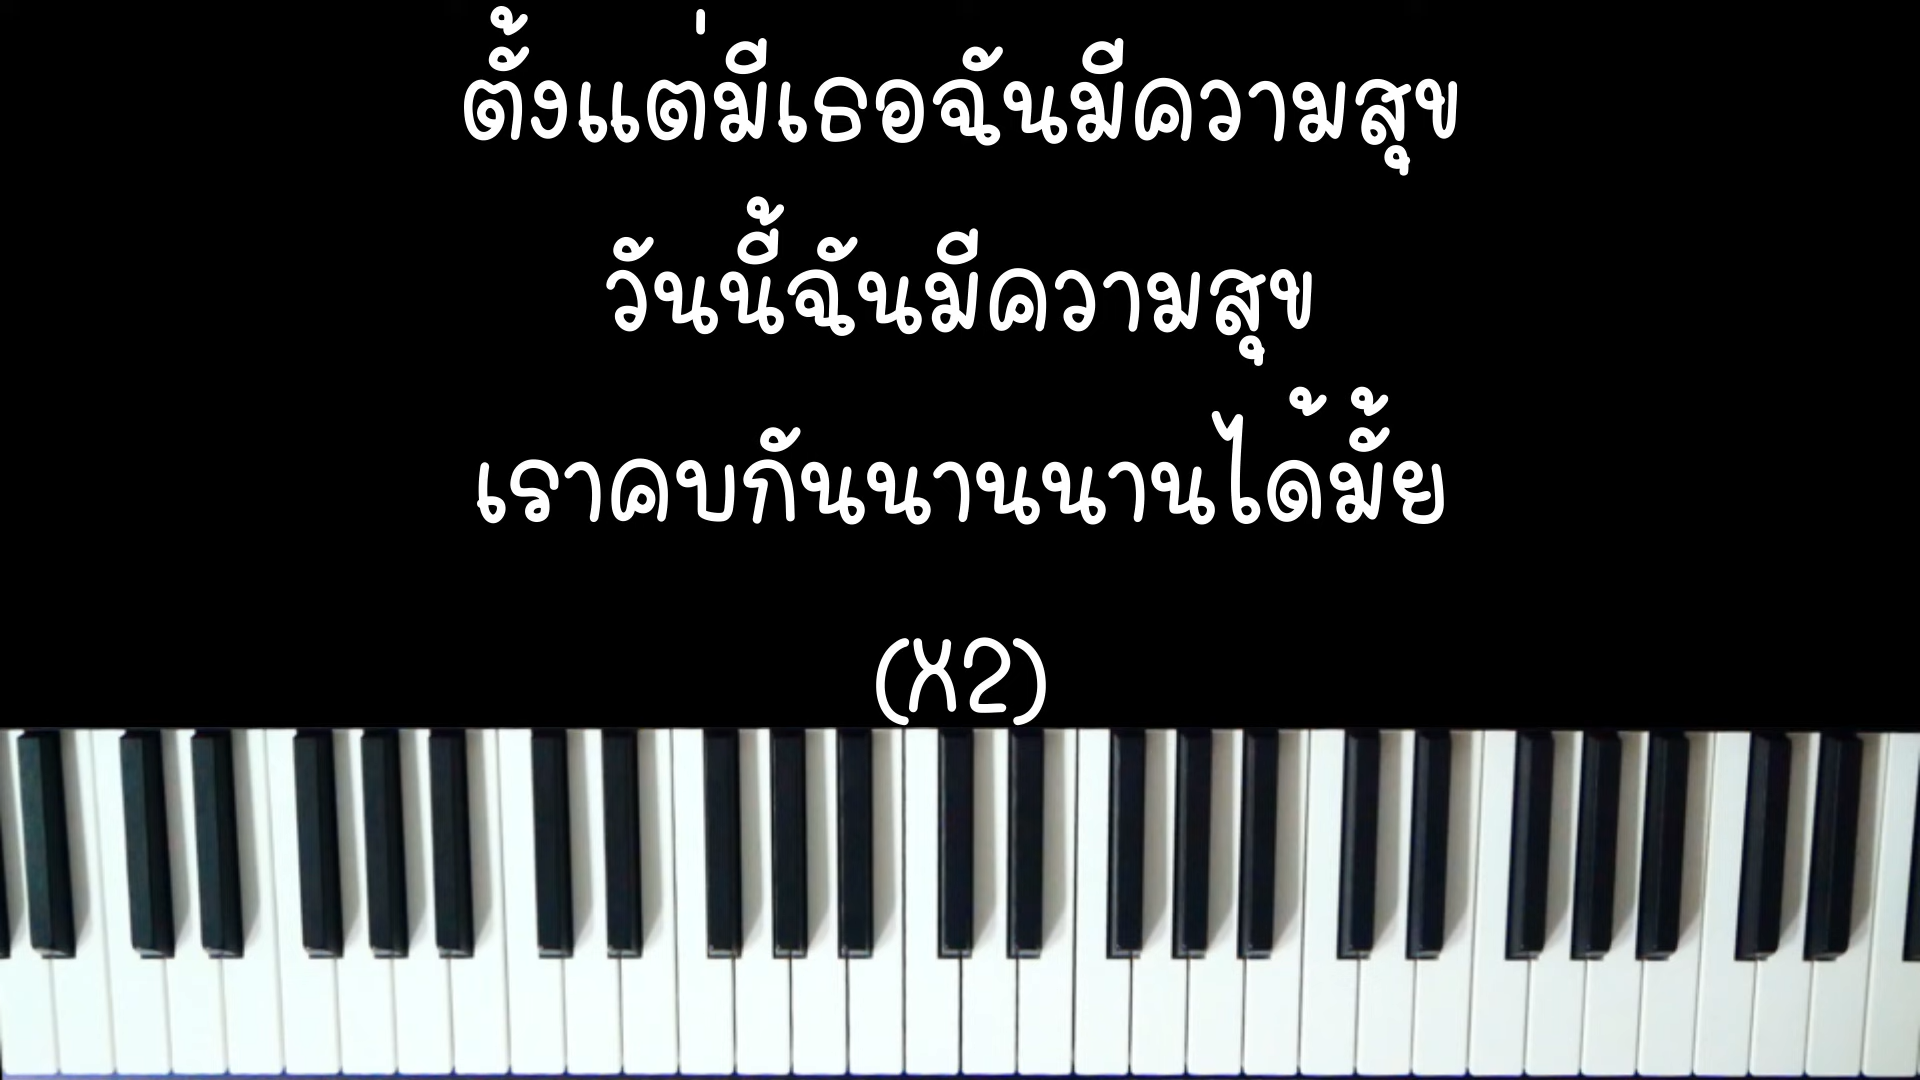 ตั้งแต่มีเธอฉันมีความสุข
วันนี้ฉันมีความสุข
เราคบกันนานนานได้มั้ย
(X2)